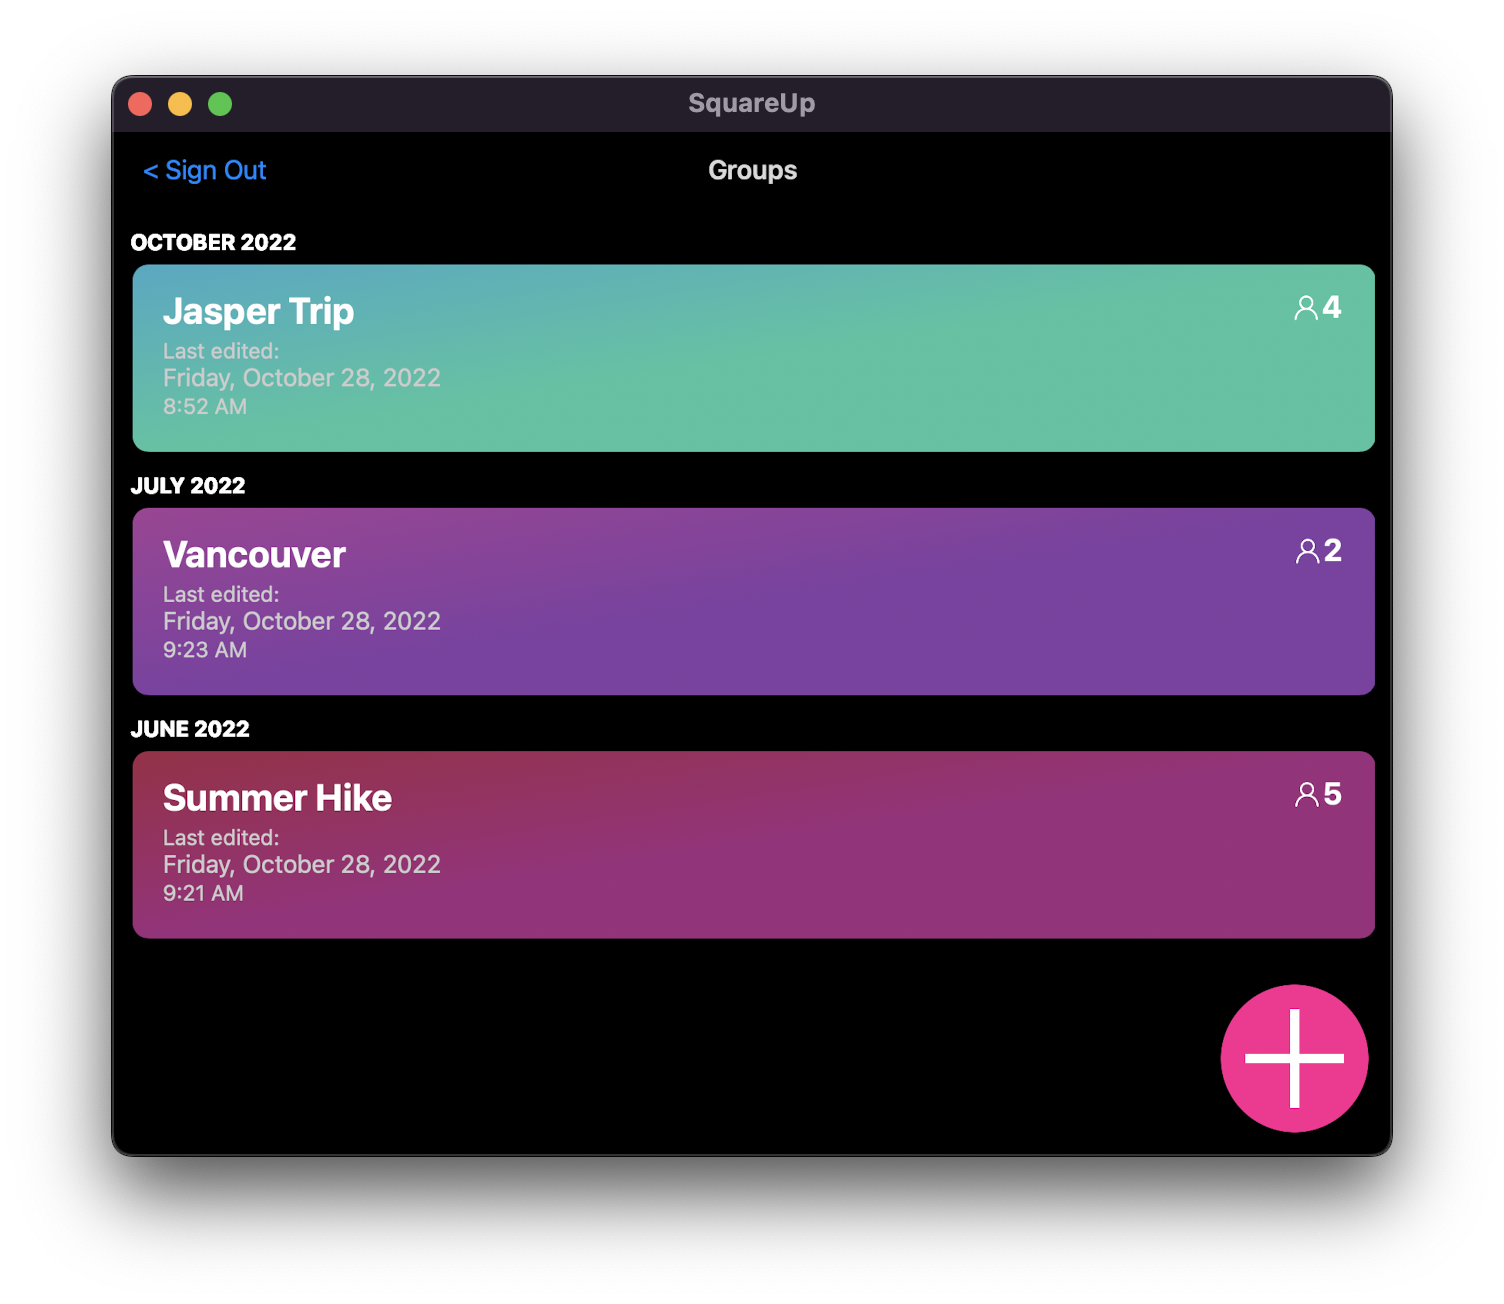 SquareUp
< Sign Out
Groups
OCTOBER 2022
Jasper Trip
4
Last edited:
Friday, October 28, 2022
8:52 AM
JULY 2022
Vancouver
2
Last edited:
Friday, October 28, 2022
9:23 AM
JUNE 2022
Summer Hike
5
Last edited:
Friday, October 28, 2022
9:21 AM